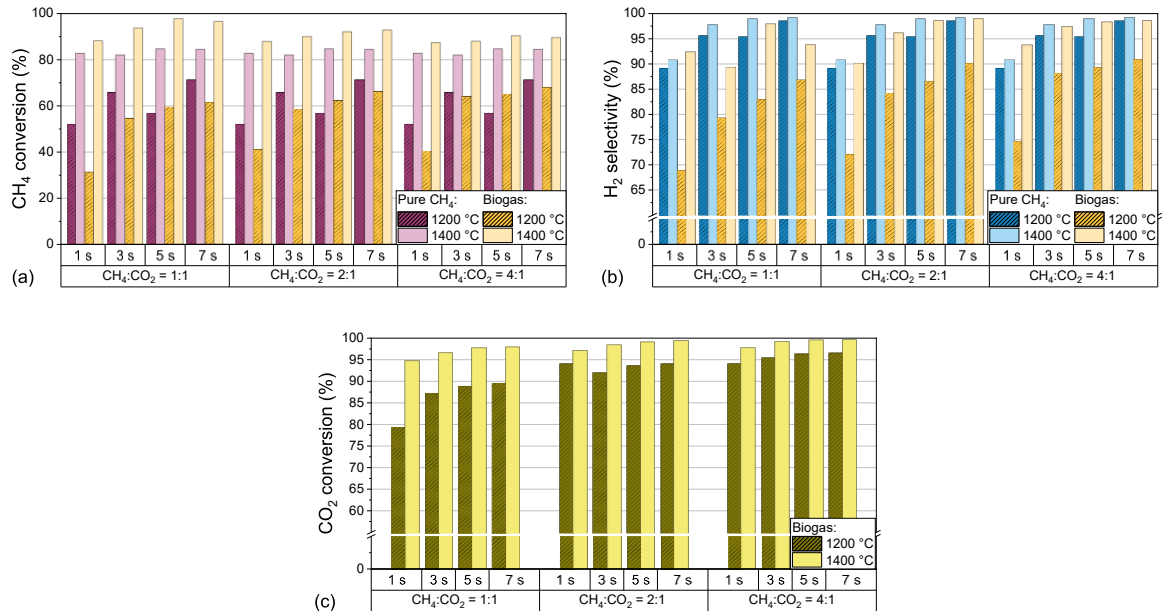 100
80
60
40
20
0
CH₄ conversion (%)
Pure CH₄: Biogas:
1200 °C 1200 °C
1400 °C 1400 °C
1 s 3 s 5 s 7 s 1 s 3 s 5 s 7 s 1 s 3 s 5 s 7 s
CH₄:CO₂ = 1:1 CH₄:CO₂ = 2:1 CH₄:CO₂ = 4:1
(a)
100
95
90
85
80
75
70
65
0
H₂ selectivity (%)
Pure CH₄: Biogas:
1200 °C 1200 °C
1400 °C 1400 °C
1 s 3 s 5 s 7 s 1 s 3 s 5 s 7 s 1 s 3 s 5 s 7 s
CH₄:CO₂ = 1:1 CH₄:CO₂ = 2:1 CH₄:CO₂ = 4:1
(b)
100
95
90
85
80
75
70
65
60
0
CO₂ conversion (%)
Biogas:
1200 °C
1400 °C
1 s 3 s 5 s 7 s 1 s 3 s 5 s 7 s 1 s 3 s 5 s 7 s
CH₄:CO₂ = 1:1 CH₄:CO₂ = 2:1 CH₄:CO₂ = 4:1
(c)